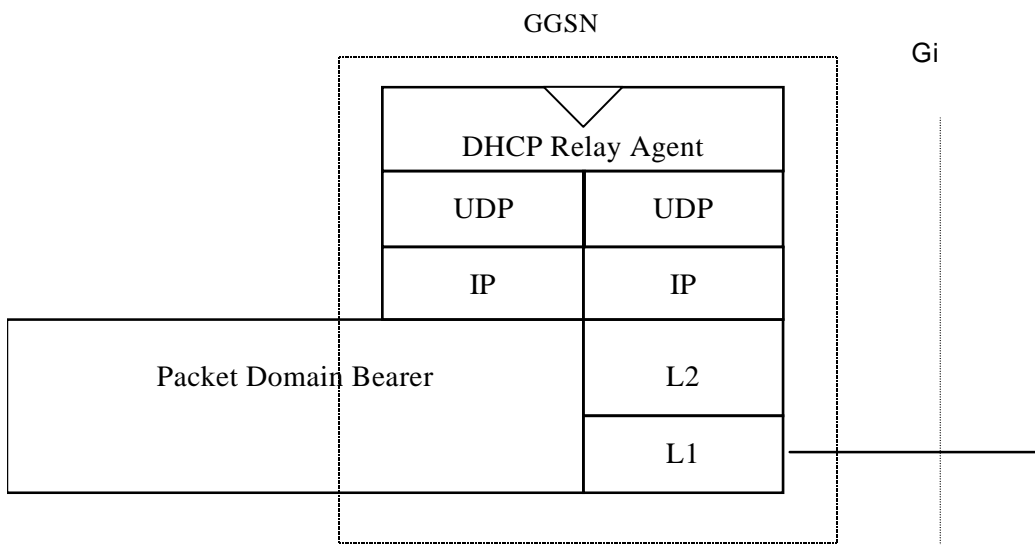 GGSN
Gi
DHCP Relay Agent
UDP
UDP
IP
IP
Packet Domain Bearer
L2
L1